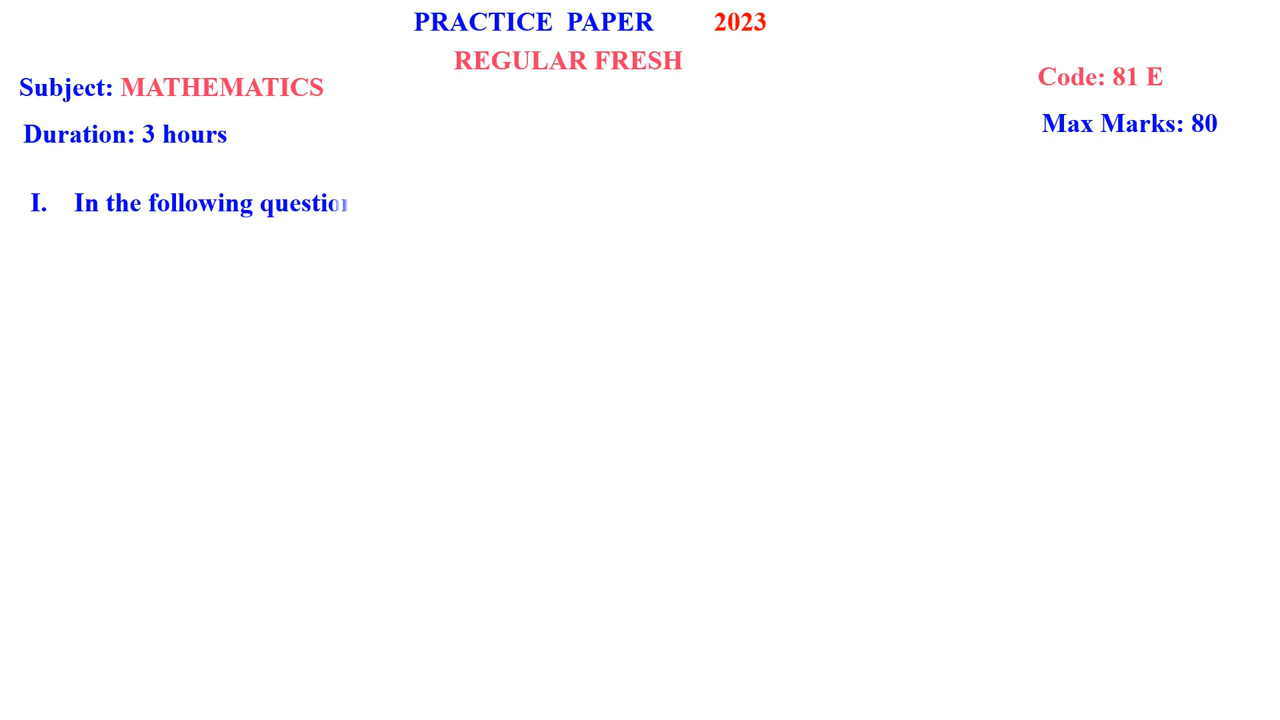 PRACTICE PAPER 2023
REGULAR FRESH
Subject: MATHEMATICS
Code: 81 E
Duration: 3 hours
Max Marks: 80
I. In the following